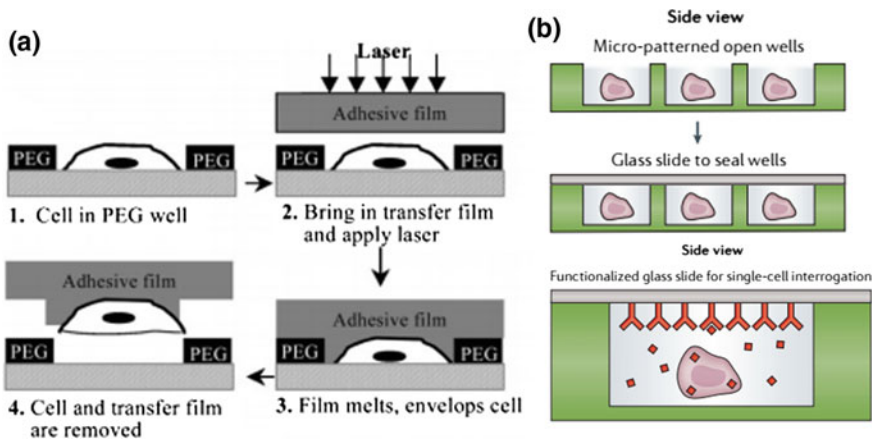 (a)
Laser
Adhesive film
PEG
PEG
PEG
PEG
1. Cell in PEG well
2. Bring in transfer film
and apply laser
Adhesive film
Adhesive film
PEG
PEG
PEG
PEG
4. Cell and transfer film
are removed
3. Film melts, envelops cell
(b)
Side view
Micro-patterned open wells
Glass slide to seal wells
Side view
Functionalized glass slide for single-cell interrogation